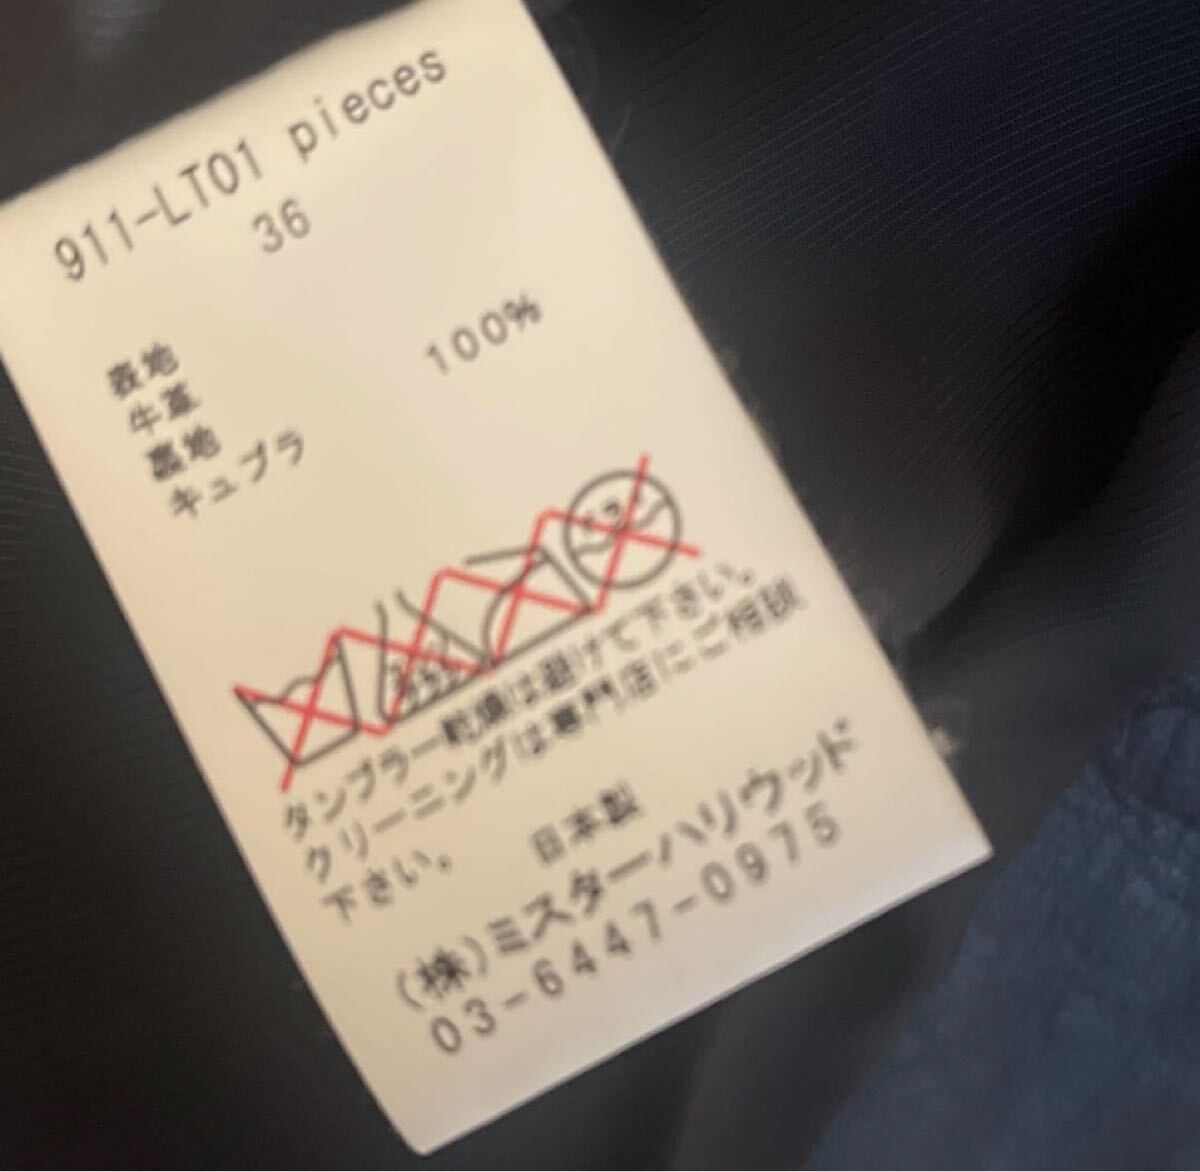 911-LT01 pieces
36
表地
牛革 100%
裏地
キュプラ
タンブラー乾燥は避けて下さい。
クリーニングは専門店にご相談
下さい。 日本製
(株)ミスターハリウッド
03-6447-0975